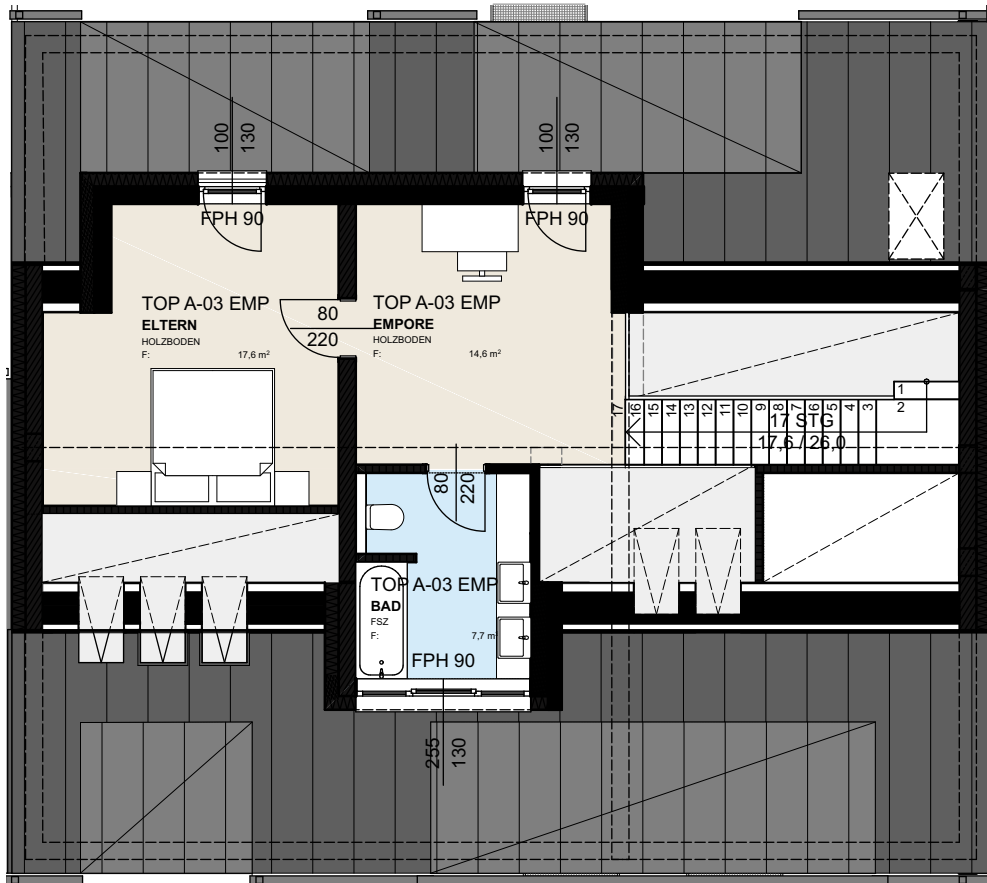 100
130
100
130
FPH 90
FPH 90
TOP A-03 EMP
ELTERN
HOLZBODEN
F: 17,6 m²
80
220
TOP A-03 EMP
EMPORE
HOLZBODEN
F: 14,6 m²
1
2
17 16 15 14 13 12 11 10 9 8 7 6 5 4 3
17 STG
17,6 / 26,0
80
220
TOP A-03 EMP
BAD
FSZ
F: 7,7 m²
FPH 90
255
130